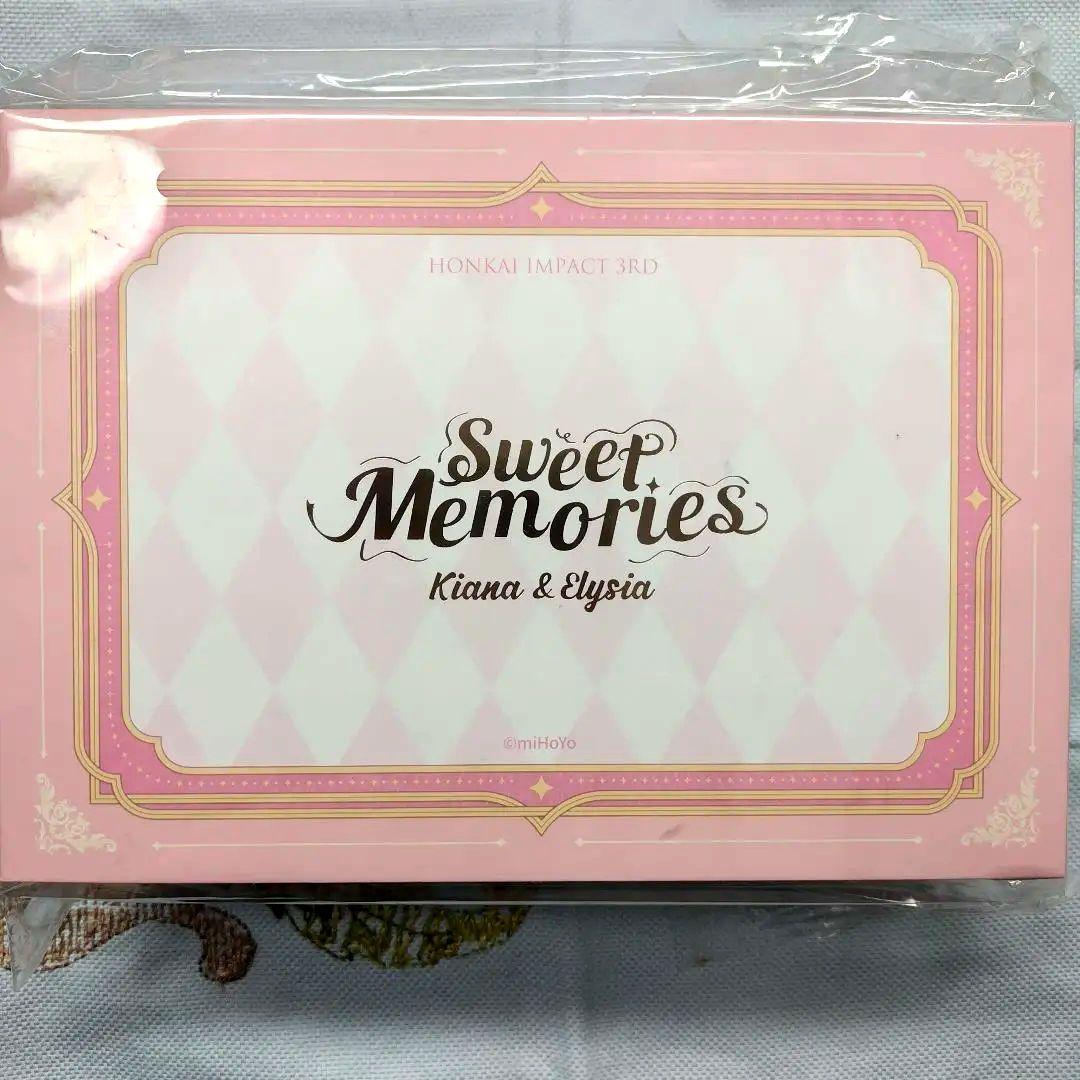 HONKAI IMPACT 3RD
Sweet
Memories
Kiana & Elysia
©miHoYo